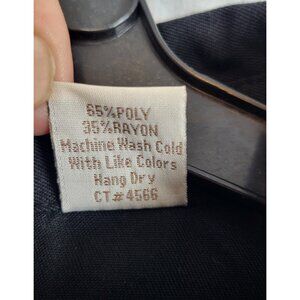 65%POLY
35%RAYON
Machine Wash Cold
With Like Colors
Hang Dry
CT#4566